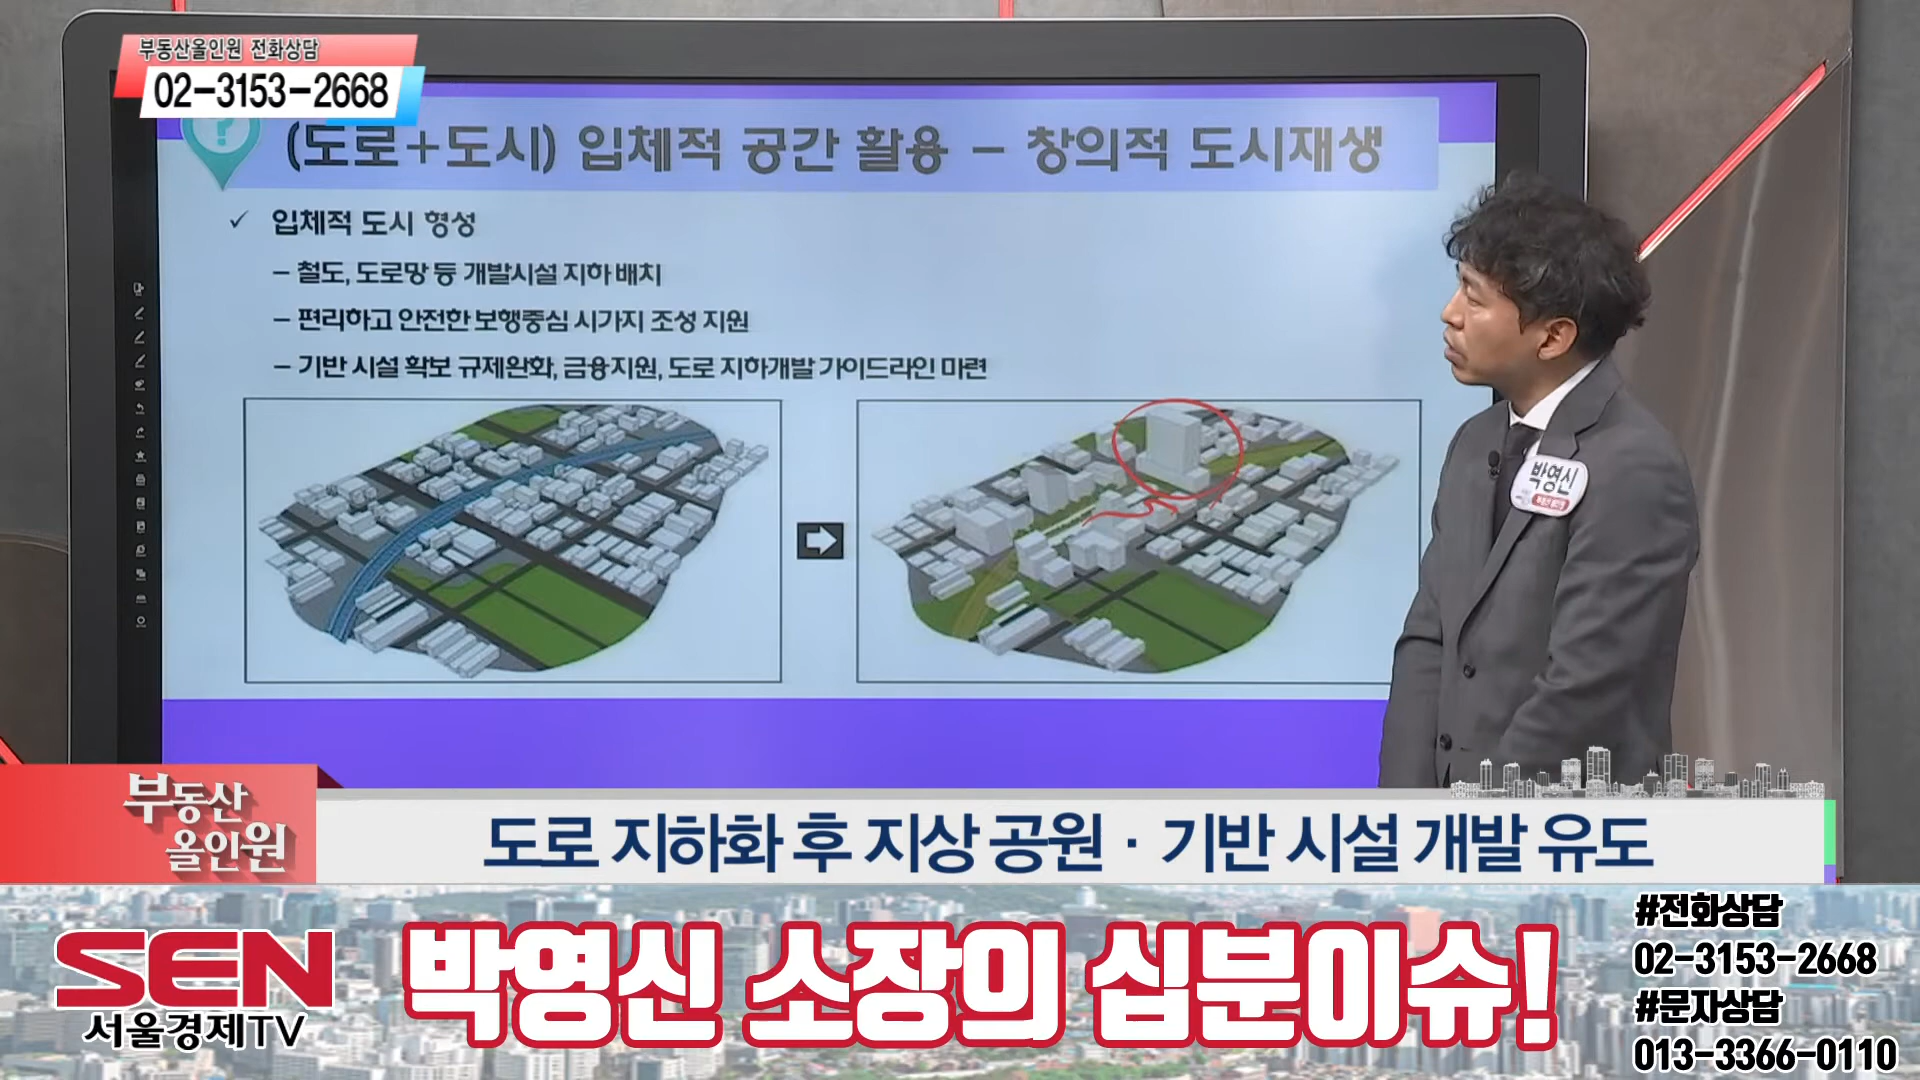 부동산올인원 전화상담
02-3153-2668
(도로+도시) 입체적 공간 활용 - 창의적 도시재생
✓ 입체적 도시 형성
- 철도, 도로망 등 개발시설 지하 배치
- 편리하고 안전한 보행중심 시가지 조성 지원
- 기반 시설 확보 규제완화, 금융지원, 도로 지하개발 가이드라인 마련
박영신
부동산
올인원
도로 지하화 후 지상 공원 · 기반 시설 개발 유도
SEN
서울경제TV
박영신 소장의 십분이슈!
#전화상담
02-3153-2668
#문자상담
013-3366-0110